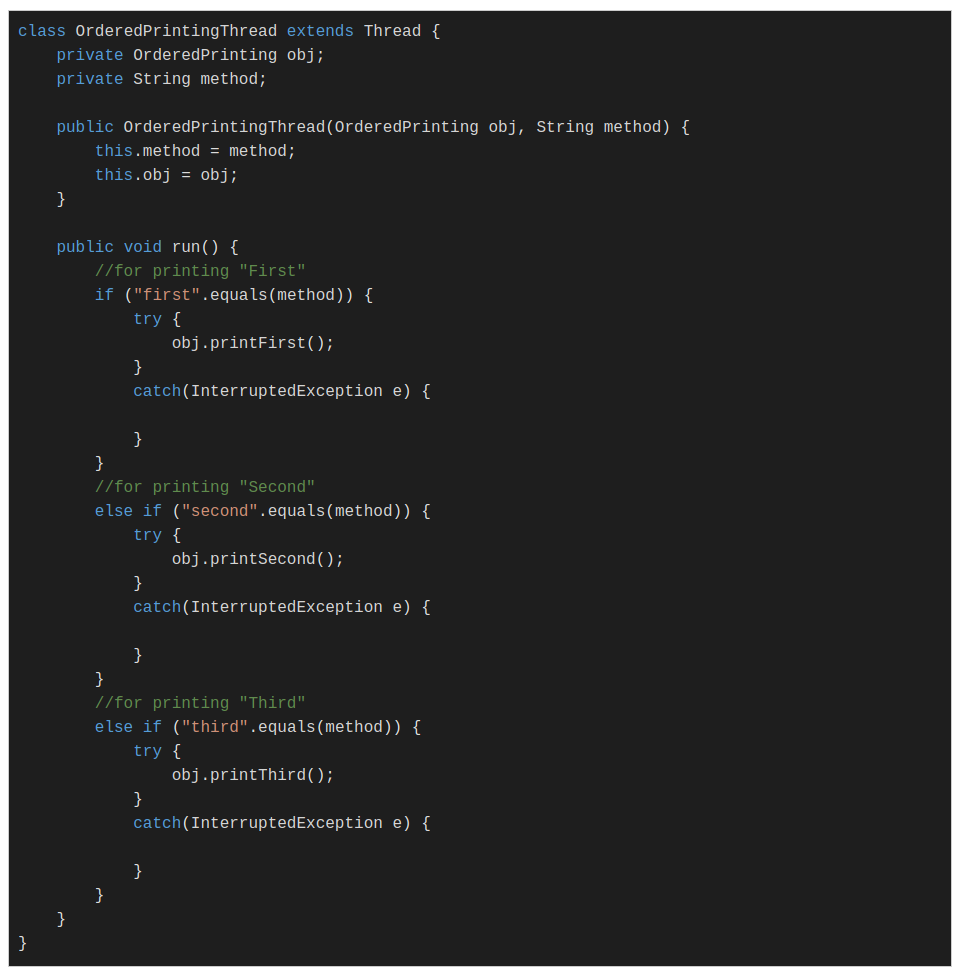 class OrderedPrintingThread extends Thread {
    private OrderedPrinting obj;
    private String method;

    public OrderedPrintingThread(OrderedPrinting obj, String method) {
        this.method = method;
        this.obj = obj;
    }

    public void run() {
        //for printing "First"
        if ("first".equals(method)) {
            try {
                obj.printFirst();
            }
            catch(InterruptedException e) {

            }
        }
        //for printing "Second"
        else if ("second".equals(method)) {
            try {
                obj.printSecond();
            }
            catch(InterruptedException e) {

            }
        }
        //for printing "Third"
        else if ("third".equals(method)) {
            try {
                obj.printThird();
            }
            catch(InterruptedException e) {

            }
        }
    }
}